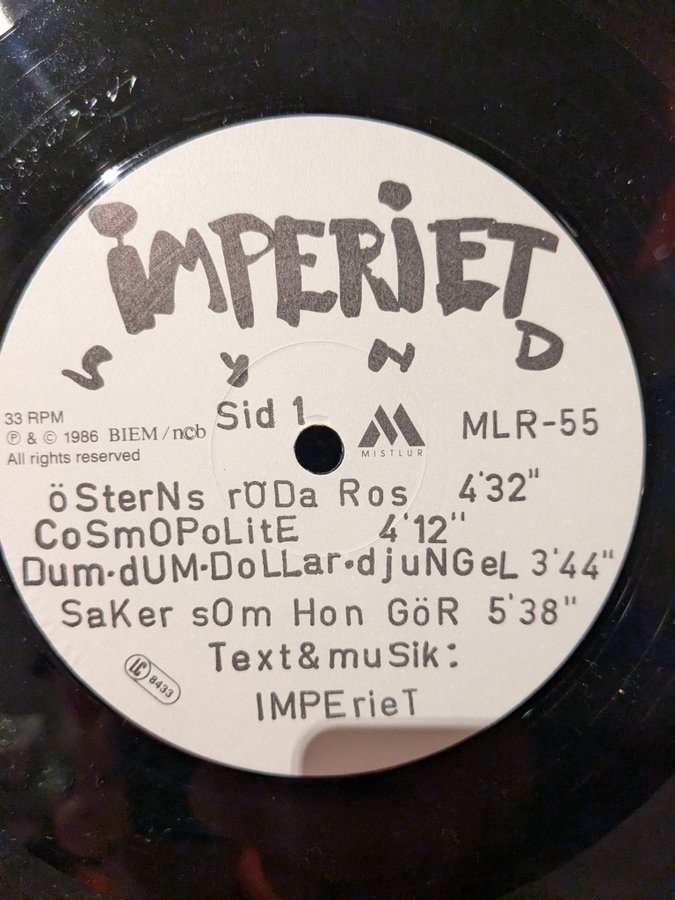 iMPERiET
SYND
Sid 1
33 RPM
℗ & © 1986 BIEM/ncb
All rights reserved
MISTLUR
MLR-55
öSterNs röDa Ros 4'32"
CoSmOPoLitE 4'12"
Dum·dUM·DoLLar·djuNGeL 3'44"
SaKer sOm Hon GöR 5'38"
Text&muSik:
IMPErieT
LC 8433